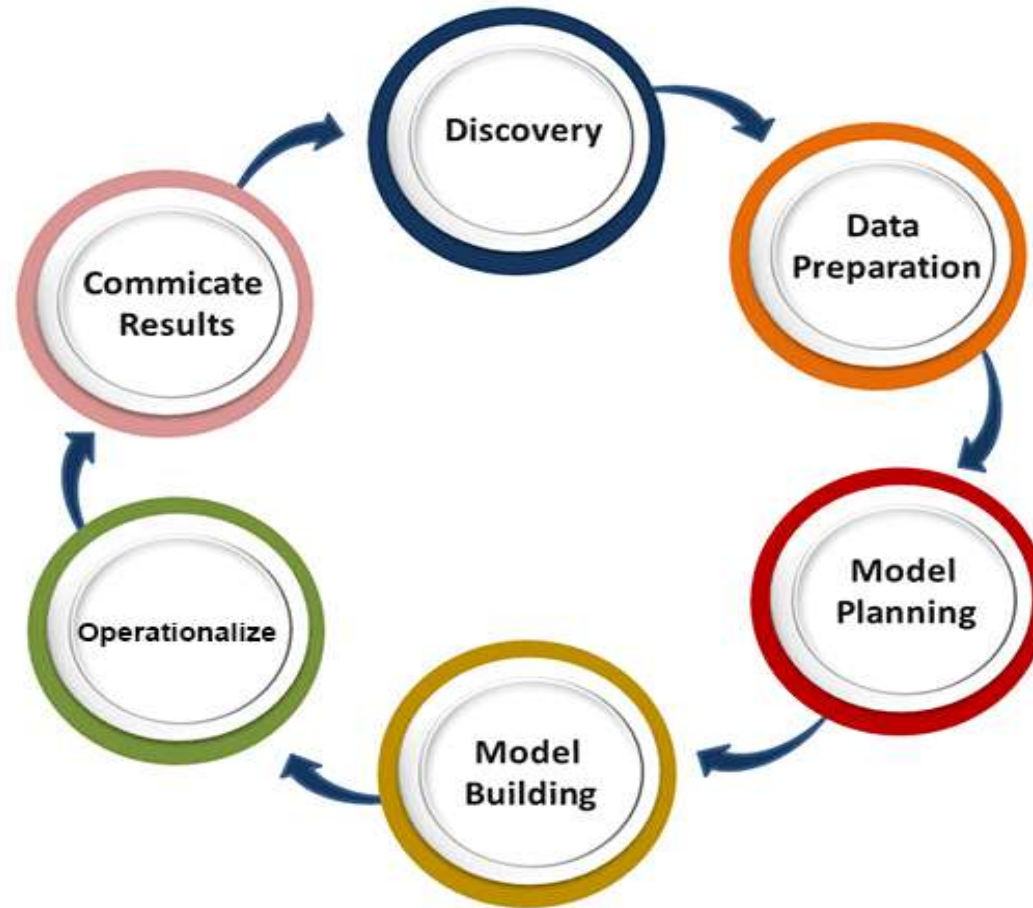 Discovery
Data
Preparation
Model
Planning
Model
Building
Operationalize
Commicate
Results